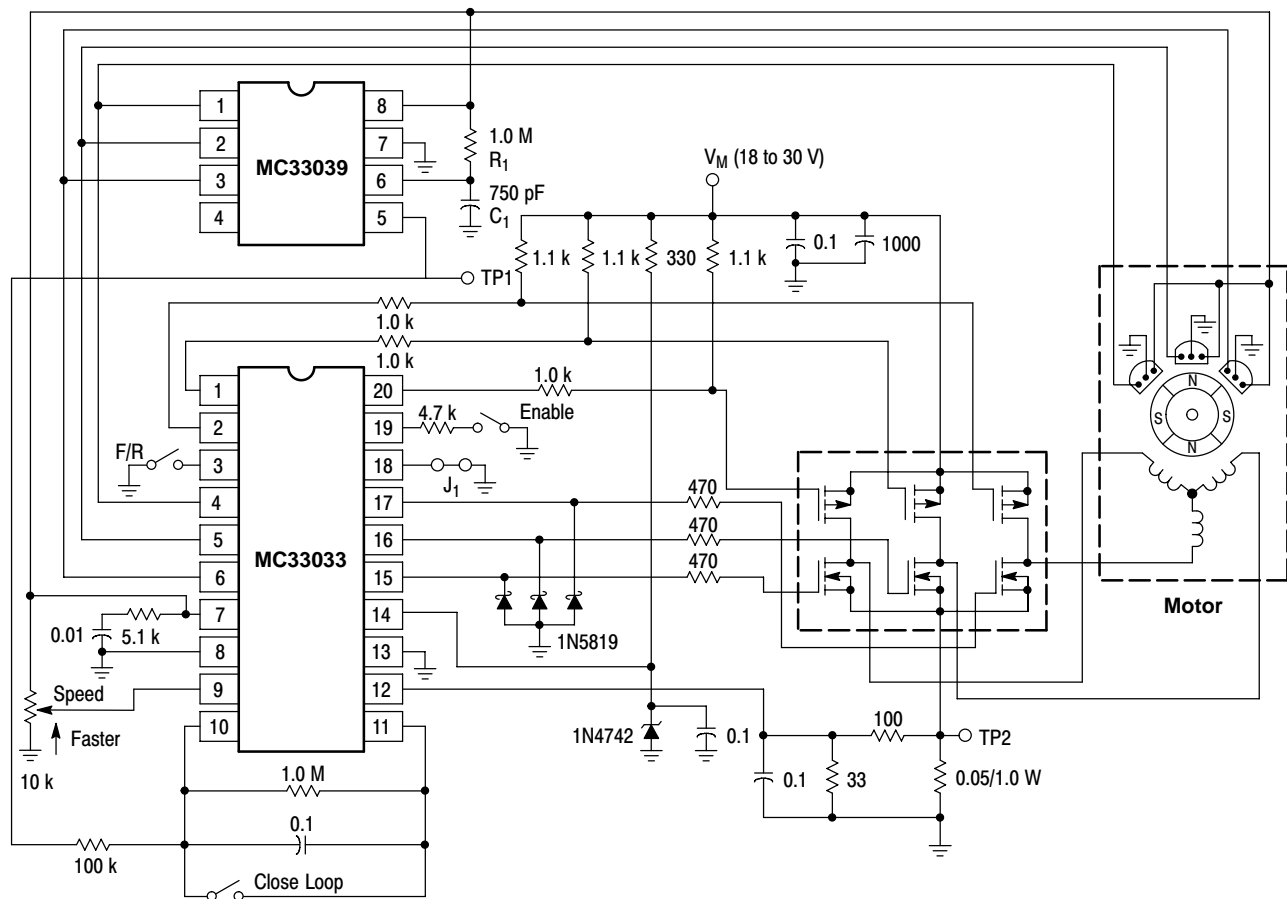 1
2
3
4
MC33039
8
7
6
5
1.0 M
R1
750 pF
C1
VM (18 to 30 V)
1.1 k
1.1 k
330
1.1 k
0.1
1000
TP1
1.0 k
1.0 k
1
2
3
4
5
6
7
8
9
10
MC33033
20
19
18
17
16
15
14
13
12
11
1.0 k
4.7 k
Enable
F/R
J1
470
470
470
1N5819
N
S
S
N
Motor
0.01
5.1 k
Speed
Faster
10 k
1N4742
0.1
100
TP2
0.1
33
0.05/1.0 W
1.0 M
0.1
100 k
Close Loop